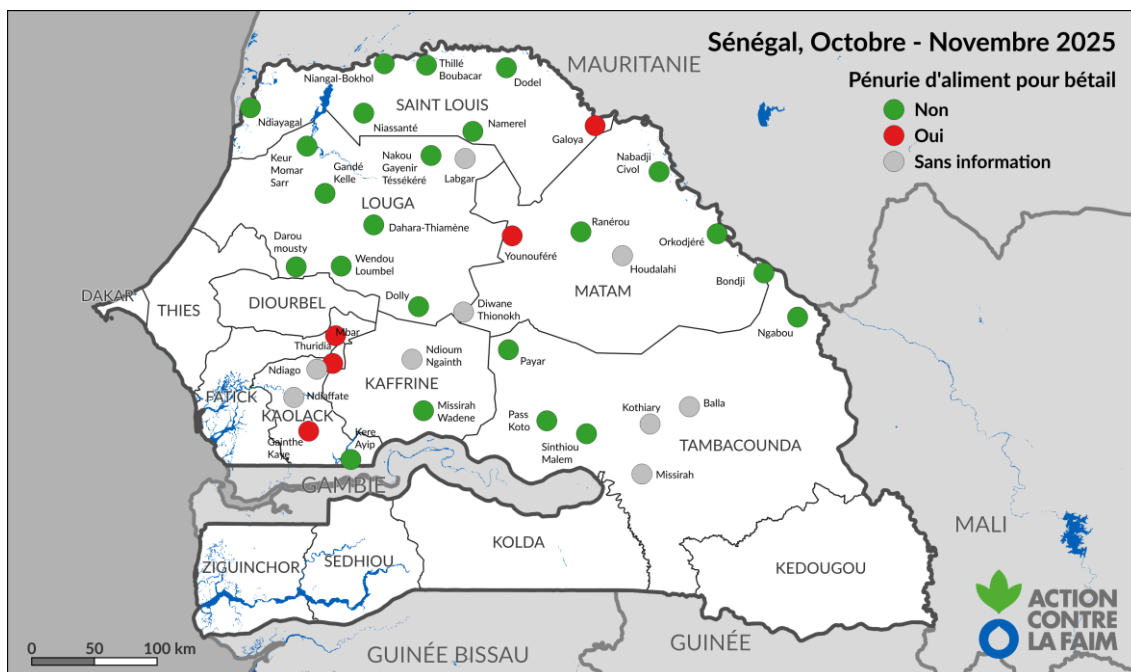 Sénégal, Octobre - Novembre 2025
Pénurie d'aliment pour bétail
Non
Oui
Sans information
MAURITANIE
Niangal-Bokhol
Thillé
Boubacar
Dodel
SAINT LOUIS
Ndiayagal
Niassanté
Namerel
Galoya
Keur
Momar
Sarr
Gandé
Kelle
Nakou
Gayenir
Téssékéré
Labgar
Nabadji
Civol
LOUGA
Dahara-Thiamène
Ranérou
Younouféré
Orkodjéré
Houdalahi
Darou
mousty
Wendou
Loumbel
Bondji
MATAM
DAKAR
THIES
DIOURBEL
Dolly
Diwane
Thionokh
Ngabou
Mbar
Thuridia
Ndiago
Ndioum
Ngainth
Payar
KAFFRINE
FATICK
Ndiaffate
KAOLACK
Missirah
Wadene
Pass
Koto
Kothiary
Balla
Gainthe
Kaye
Kere
Ayip
Sinthiou
Malem
TAMBACOUNDA
Missirah
GAMBIE
MALI
ZIGUINCHOR
SEDHIOU
KOLDA
KEDOUGOU
GUINÉE BISSAU
GUINÉE
0 50 100 km
ACTION
CONTRE
LA FAIM